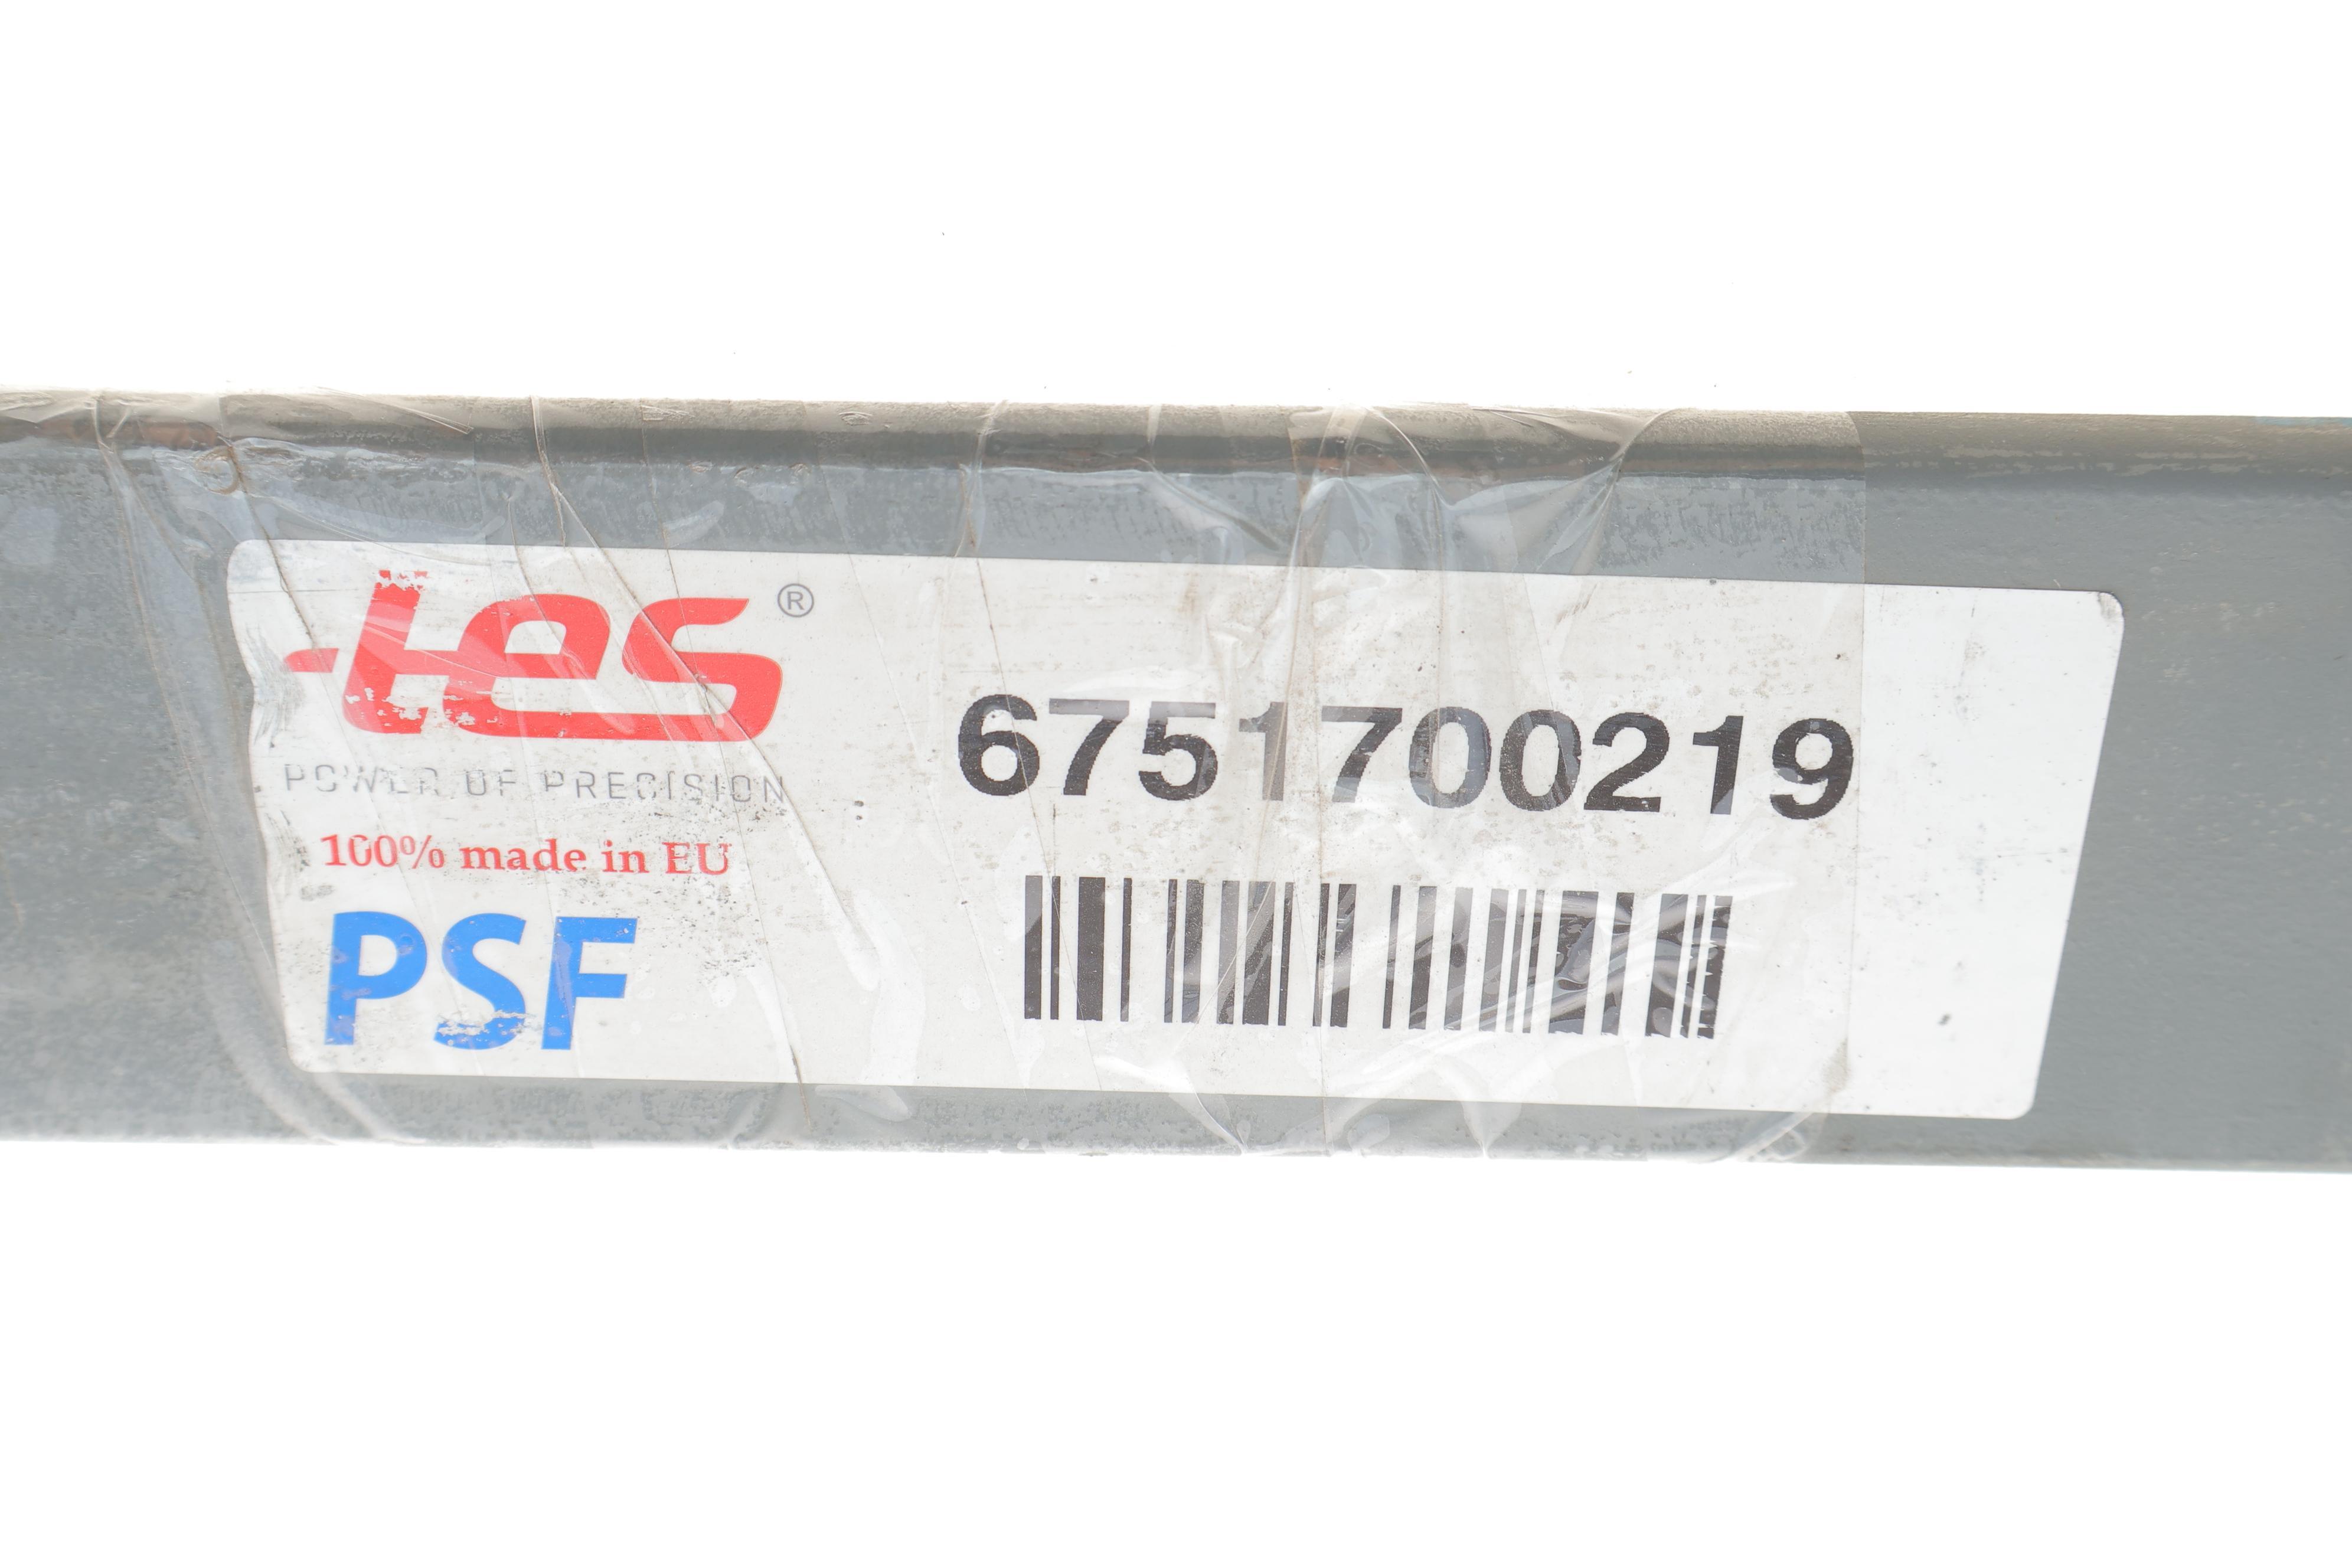 tes®
POWER OF PRECISION
100% made in EU
PSF
6751700219